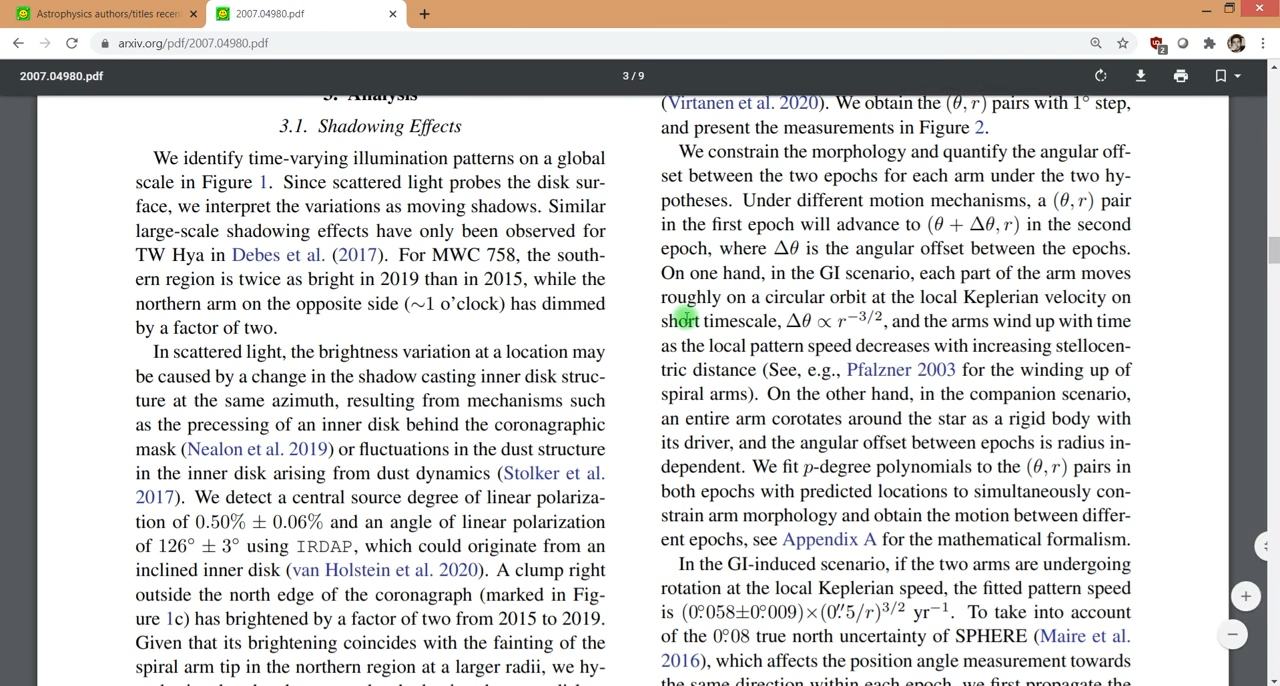 Astrophysics authors/titles recen
2007.04980.pdf
arxiv.org/pdf/2007.04980.pdf
2
2007.04980.pdf
3 / 9
3.1. Shadowing Effects
We identify time-varying illumination patterns on a global
scale in Figure 1. Since scattered light probes the disk sur-
face, we interpret the variations as moving shadows. Similar
large-scale shadowing effects have only been observed for
TW Hya in Debes et al. (2017). For MWC 758, the south-
ern region is twice as bright in 2019 than in 2015, while the
northern arm on the opposite side (∼1 o’clock) has dimmed
by a factor of two.
In scattered light, the brightness variation at a location may
be caused by a change in the shadow casting inner disk struc-
ture at the same azimuth, resulting from mechanisms such
as the precessing of an inner disk behind the coronagraphic
mask (Nealon et al. 2019) or fluctuations in the dust structure
in the inner disk arising from dust dynamics (Stolker et al.
2017). We detect a central source degree of linear polariza-
tion of 0.50% ± 0.06% and an angle of linear polarization
of 126° ± 3° using IRDAP, which could originate from an
inclined inner disk (van Holstein et al. 2020). A clump right
outside the north edge of the coronagraph (marked in Fig-
ure 1c) has brightened by a factor of two from 2015 to 2019.
Given that its brightening coincides with the fainting of the
spiral arm tip in the northern region at a larger radii, we hy-
(Virtanen et al. 2020). We obtain the (θ, r) pairs with 1° step,
and present the measurements in Figure 2.
We constrain the morphology and quantify the angular off-
set between the two epochs for each arm under the two hy-
potheses. Under different motion mechanisms, a (θ, r) pair
in the first epoch will advance to (θ + Δθ, r) in the second
epoch, where Δθ is the angular offset between the epochs.
On one hand, in the GI scenario, each part of the arm moves
roughly on a circular orbit at the local Keplerian velocity on
short timescale, Δθ ∝ r⁻³/², and the arms wind up with time
as the local pattern speed decreases with increasing stellocen-
tric distance (See, e.g., Pfalzner 2003 for the winding up of
spiral arms). On the other hand, in the companion scenario,
an entire arm corotates around the star as a rigid body with
its driver, and the angular offset between epochs is radius in-
dependent. We fit p-degree polynomials to the (θ, r) pairs in
both epochs with predicted locations to simultaneously con-
strain arm morphology and obtain the motion between differ-
ent epochs, see Appendix A for the mathematical formalism.
In the GI-induced scenario, if the two arms are undergoing
rotation at the local Keplerian speed, the fitted pattern speed
is (0°.058±0°.009)×(0″.5/r)³/² yr⁻¹. To take into account
of the 0°.08 true north uncertainty of SPHERE (Maire et al.
2016), which affects the position angle measurement towards
the same direction within each epoch, we first propagate the